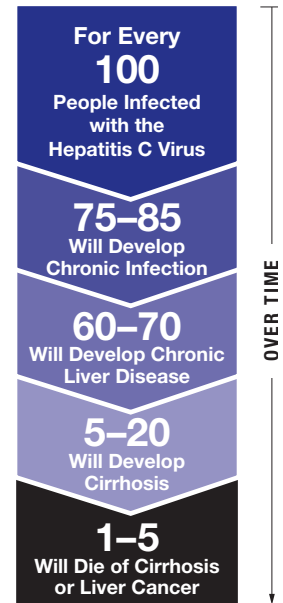 For Every
100
People Infected
with the
Hepatitis C Virus
75–85
Will Develop
Chronic Infection
60–70
Will Develop Chronic
Liver Disease
5–20
Will Develop
Cirrhosis
1–5
Will Die of Cirrhosis
or Liver Cancer
OVER TIME